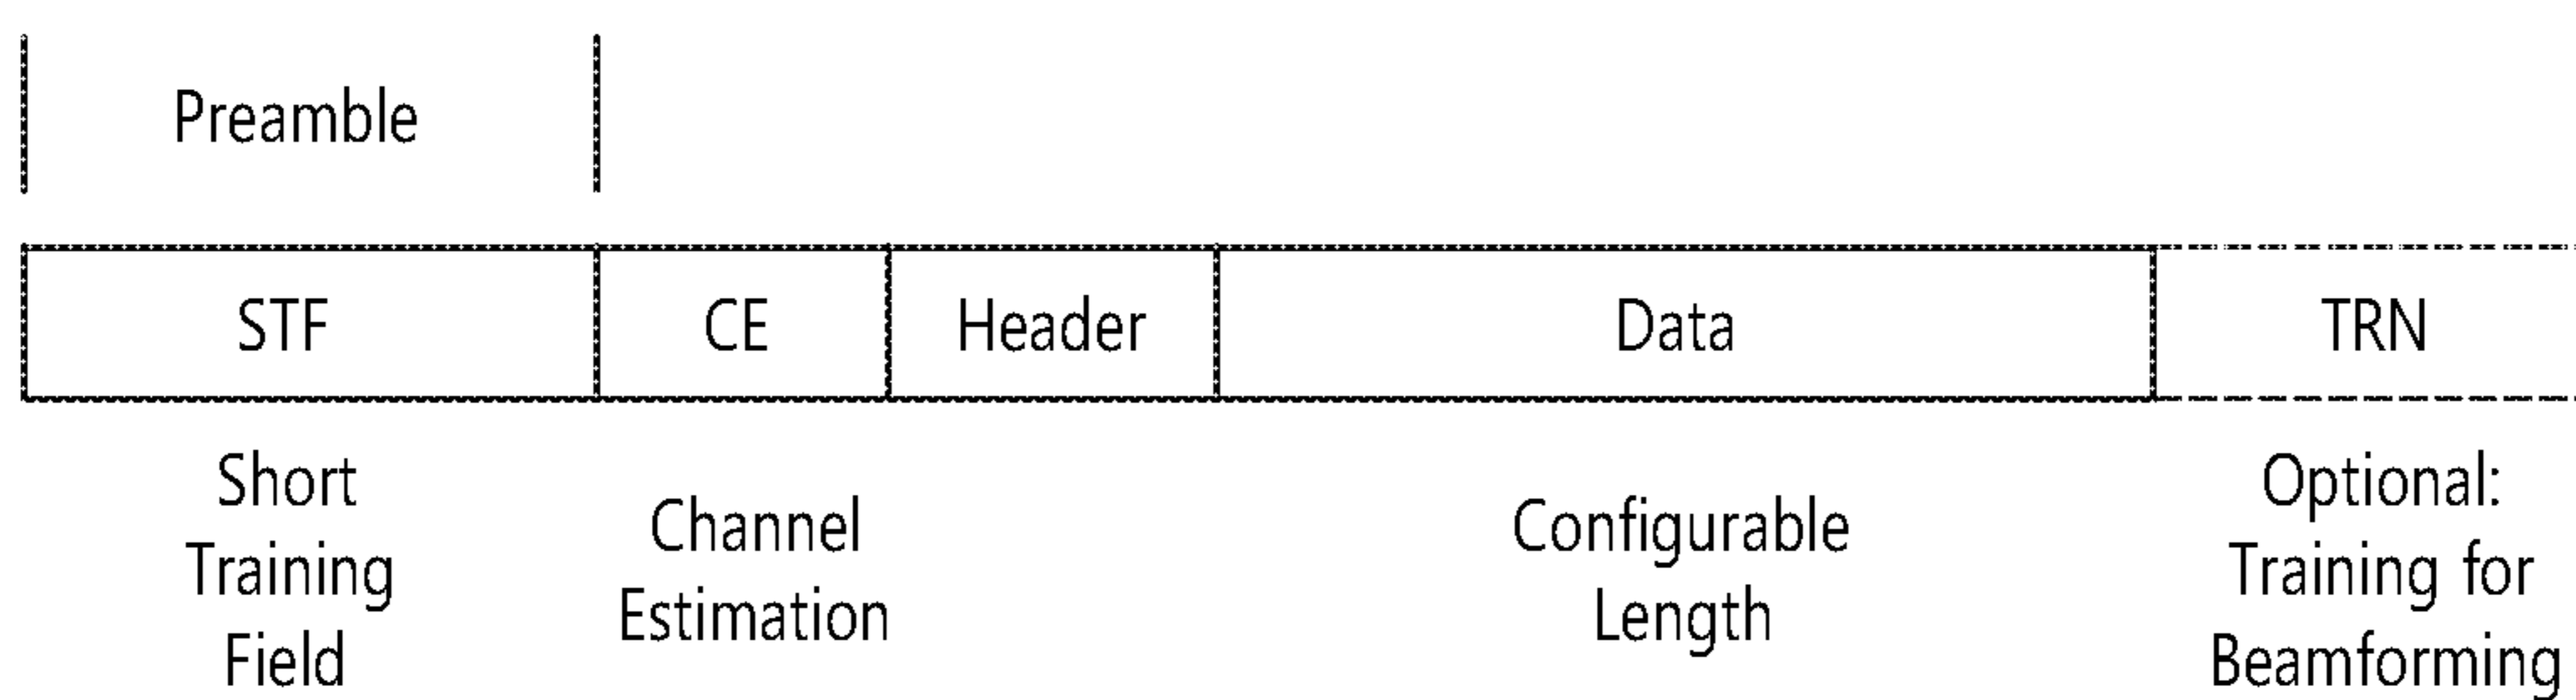 Preamble
STF CE Header Data TRN
Short
Training
Field
Channel
Estimation
Configurable
Length
Optional:
Training for
Beamforming